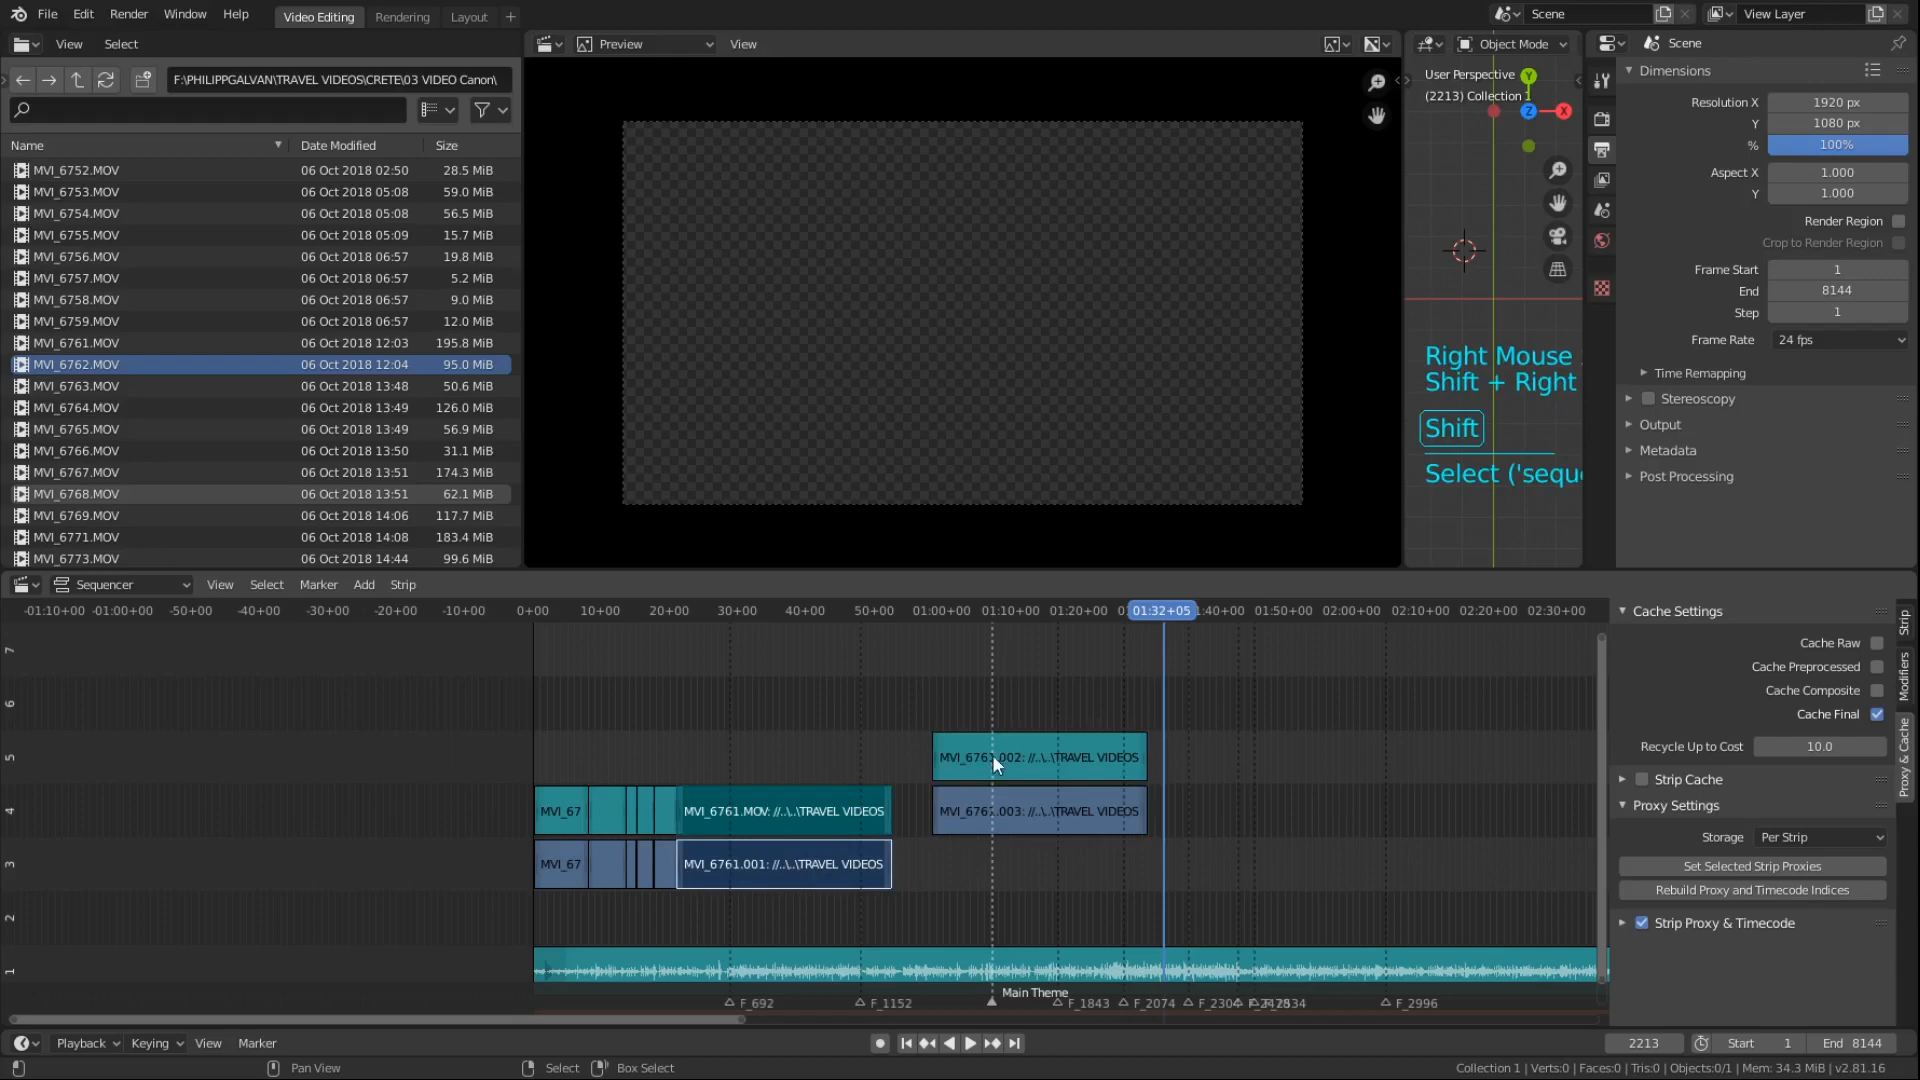 File Edit Render Window Help Video Editing Rendering Layout + Scene View Layer
View Select Preview View Object Mode Scene
F:\PHILIPPGALVAN\TRAVEL VIDEOS\CRETE\03 VIDEO Canon\
Name Date Modified Size
MVI_6752.MOV 06 Oct 2018 02:50 28.5 MiB
MVI_6753.MOV 06 Oct 2018 05:08 59.0 MiB
MVI_6754.MOV 06 Oct 2018 05:08 56.5 MiB
MVI_6755.MOV 06 Oct 2018 05:09 15.7 MiB
MVI_6756.MOV 06 Oct 2018 06:57 19.8 MiB
MVI_6757.MOV 06 Oct 2018 06:57 5.2 MiB
MVI_6758.MOV 06 Oct 2018 06:57 9.0 MiB
MVI_6759.MOV 06 Oct 2018 06:57 12.0 MiB
MVI_6761.MOV 06 Oct 2018 12:03 195.8 MiB
MVI_6762.MOV 06 Oct 2018 12:04 95.0 MiB
MVI_6763.MOV 06 Oct 2018 13:48 50.6 MiB
MVI_6764.MOV 06 Oct 2018 13:49 126.0 MiB
MVI_6765.MOV 06 Oct 2018 13:49 56.9 MiB
MVI_6766.MOV 06 Oct 2018 13:50 31.1 MiB
MVI_6767.MOV 06 Oct 2018 13:51 174.3 MiB
MVI_6768.MOV 06 Oct 2018 13:51 62.1 MiB
MVI_6769.MOV 06 Oct 2018 14:06 117.7 MiB
MVI_6771.MOV 06 Oct 2018 14:08 183.4 MiB
MVI_6773.MOV 06 Oct 2018 14:44 99.6 MiB
User Perspective
(2213) Collection 1
Y
Z
X
Right Mouse
Shift + Right
Shift
Select ('sequ
Dimensions
Resolution X 1920 px
Y 1080 px
% 100%
Aspect X 1.000
Y 1.000
Render Region
Crop to Render Region
Frame Start 1
End 8144
Step 1
Frame Rate 24 fps
Time Remapping
Stereoscopy
Output
Metadata
Post Processing
Sequencer View Select Marker Add Strip
-01:10+00 -01:00+00 -50+00 -40+00 -30+00 -20+00 -10+00 0+00 10+00 20+00 30+00 40+00 50+00 01:00+00 01:10+00 01:20+00 01:32+05 1:40+00 01:50+00 02:00+00 02:10+00 02:20+00 02:30+00
7
6
5 MVI_6761.002: //..\..\TRAVEL VIDEOS
4 MVI_67 MVI_6761.MOV: //..\..\TRAVEL VIDEOS MVI_6761.003: //..\..\TRAVEL VIDEOS
3 MVI_67 MVI_6761.001: //..\..\TRAVEL VIDEOS
2
1
Main Theme
F_692 F_1152 F_1843 F_2074 F_2304 F_2996
Cache Settings
Cache Raw
Cache Preprocessed
Cache Composite
Cache Final
Recycle Up to Cost 10.0
Strip Cache
Proxy Settings
Storage Per Strip
Set Selected Strip Proxies
Rebuild Proxy and Timecode Indices
Strip Proxy & Timecode
Strip
Modifiers
Proxy & Cache
Playback Keying View Marker 2213 Start 1 End 8144
Pan View Select Box Select Collection 1 | Verts:0 | Faces:0 | Tris:0 | Objects:0/1 | Mem: 34.3 MiB | v2.81.16